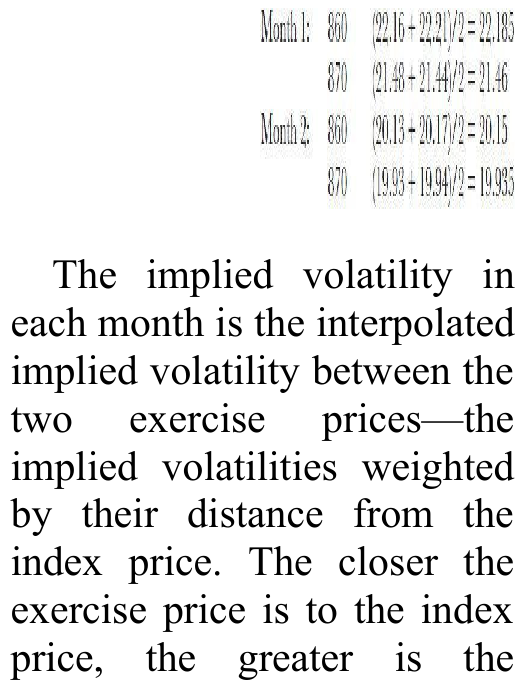 Month 1: 860 (22.16 + 22.21)/2 = 22.185
870 (21.48 + 21.44)/2 = 21.46
Month 2; 860 (20.13 + 20.17)/2 = 20.15
870 (19.93 + 19.94)/2 = 19.935
The implied volatility in
each month is the interpolated
implied volatility between the
two exercise prices—the
implied volatilities weighted
by their distance from the
index price. The closer the
exercise price is to the index
price, the greater is the